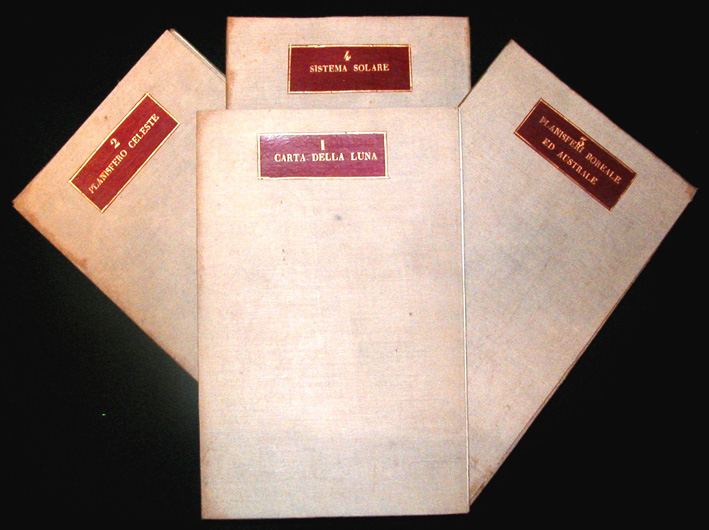 4
SISTEMA SOLARE
2
PLANISFERO CELESTE
1
CARTA DELLA LUNA
3
PLANISFERI BOREALE
ED AUSTRALE